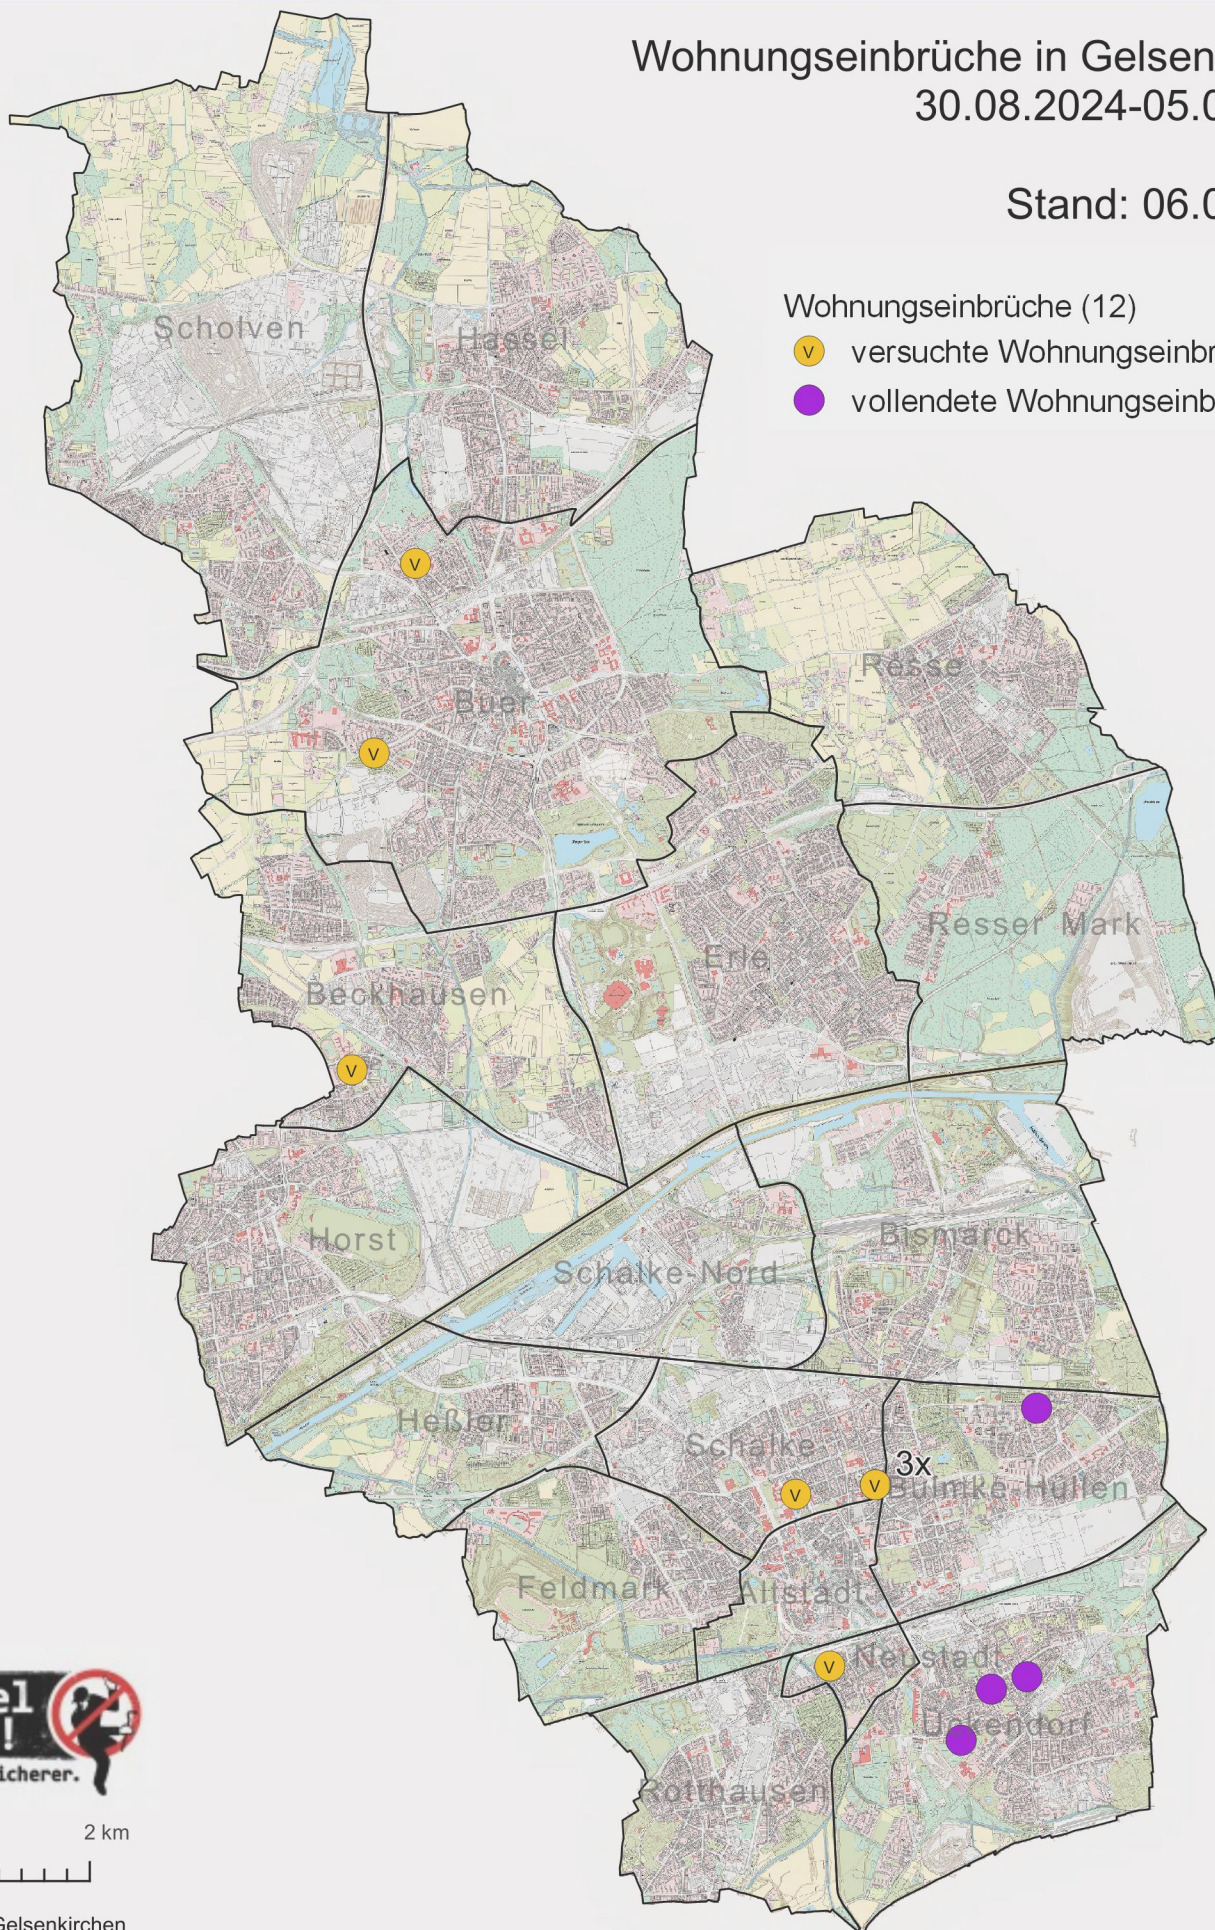 Wohnungseinbrüche in Gelsen
30.08.2024-05.0
Stand: 06.0
Wohnungseinbrüche (12)
V versuchte Wohnungseinbr
vollendete Wohnungseinb
Scholven
Hassel
V
Resse
Buer
V
Resser Mark
Erle
Beckhausen
V
Bismarck
Horst
Schalke-Nord
Heßler
Schalke
3x
V
V
Bulmke-Hüllen
Feldmark
Altstadt
Neustadt
V
Ückendorf
Rotthausen
el
!
icherer.
2 km
Gelsenkirchen